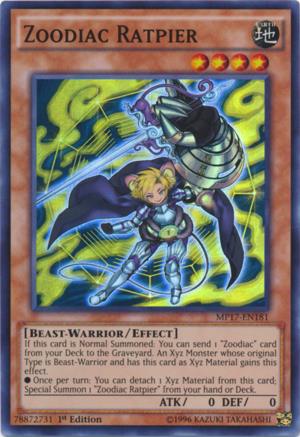 Zoodiac Ratpier
EARTH
地
MP17-EN181
[Beast-Warrior/Effect]
If this card is Normal Summoned: You can send 1 "Zoodiac" card
from your Deck to the Graveyard. An Xyz Monster whose original
Type is Beast-Warrior and has this card as Xyz Material gains this
effect.
● Once per turn: You can detach 1 Xyz Material from this card;
Special Summon 1 "Zoodiac Ratpier" from your hand or Deck.
ATK/ 0 DEF/ 0
78872731 1st Edition ©1996 KAZUKI TAKAHASHI